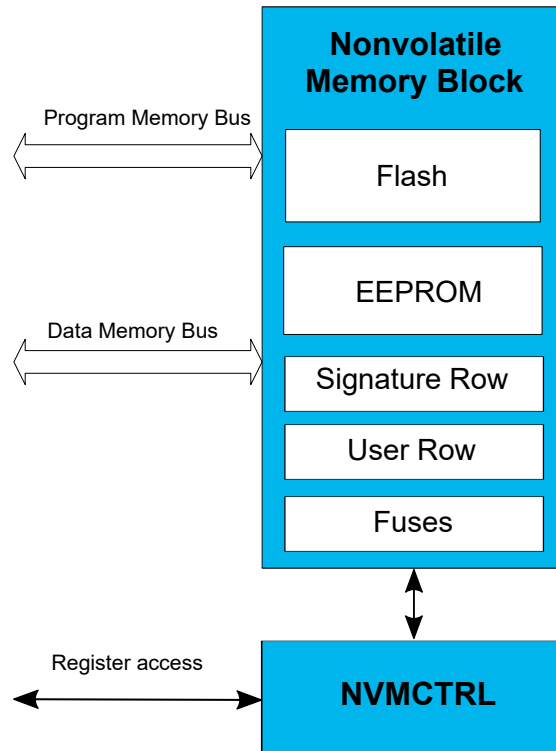 Nonvolatile
Memory Block
Program Memory Bus
Flash
EEPROM
Data Memory Bus
Signature Row
User Row
Fuses
Register access
NVMCTRL